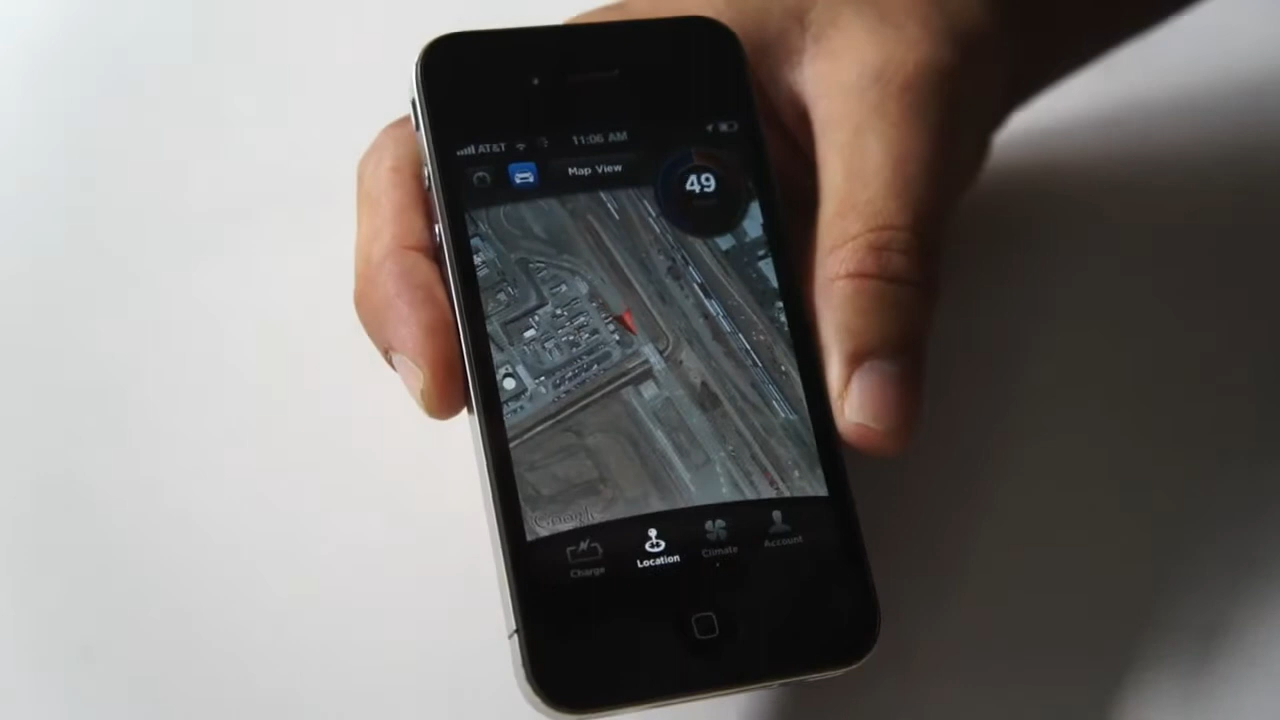 AT&T 11:06 AM
Map View
49
Google
Charge
Location
Climate
Account